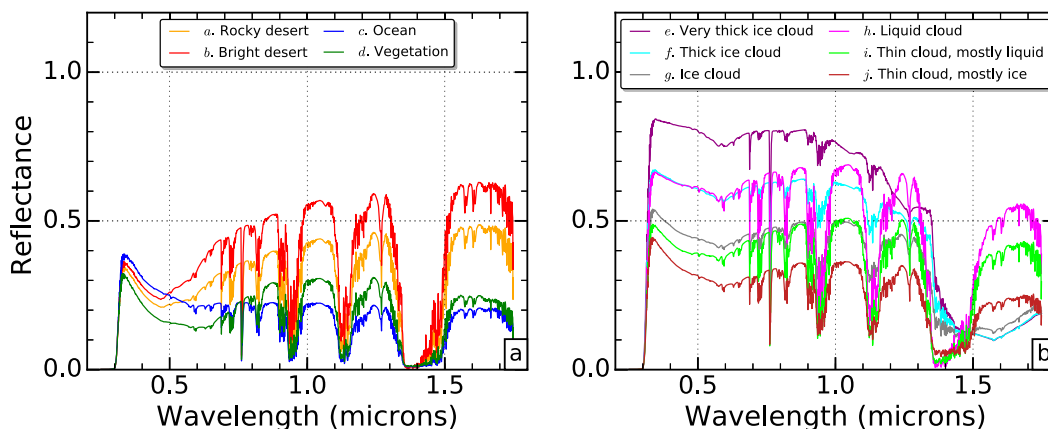 a. Rocky desert c. Ocean
b. Bright desert d. Vegetation
1.0
0.5
0.0
Reflectance
0.5 1.0 1.5
Wavelength (microns)
a
e. Very thick ice cloud h. Liquid cloud
f. Thick ice cloud i. Thin cloud, mostly liquid
g. Ice cloud j. Thin cloud, mostly ice
1.0
0.5
0.0
0.5 1.0 1.5
Wavelength (microns)
b